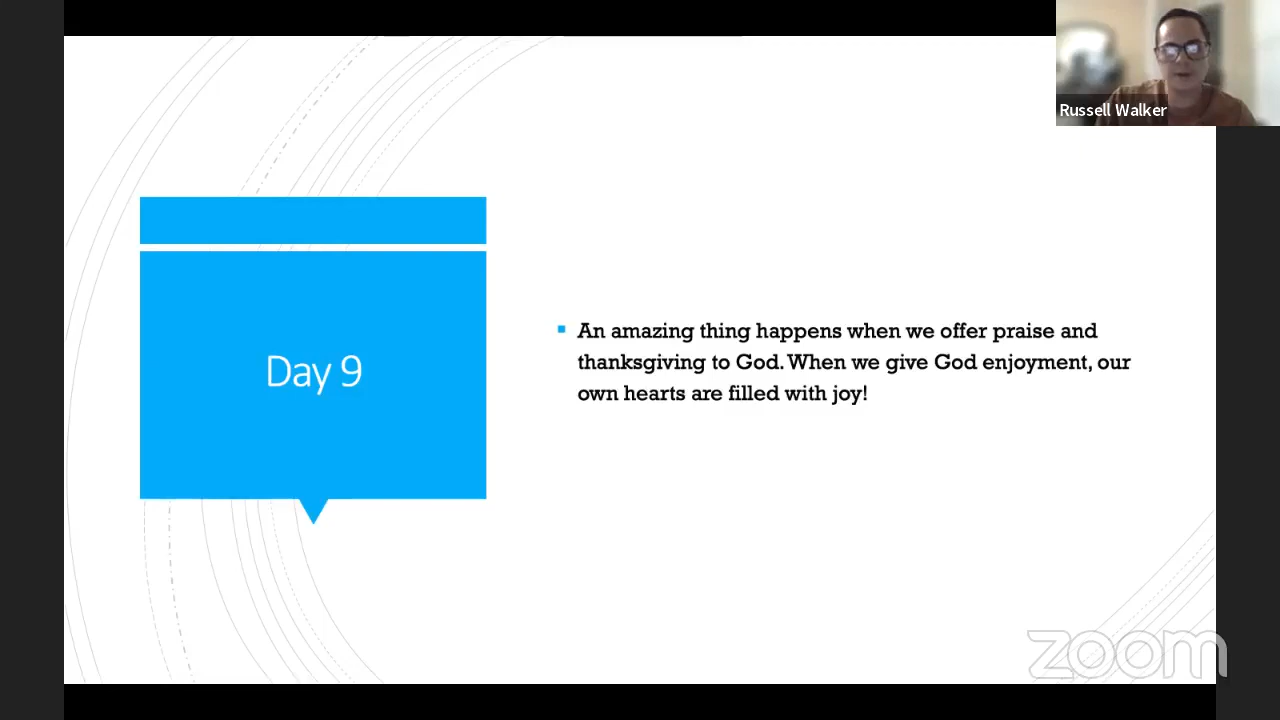 Russell Walker
Day 9
An amazing thing happens when we offer praise and
thanksgiving to God. When we give God enjoyment, our
own hearts are filled with joy!
zoom